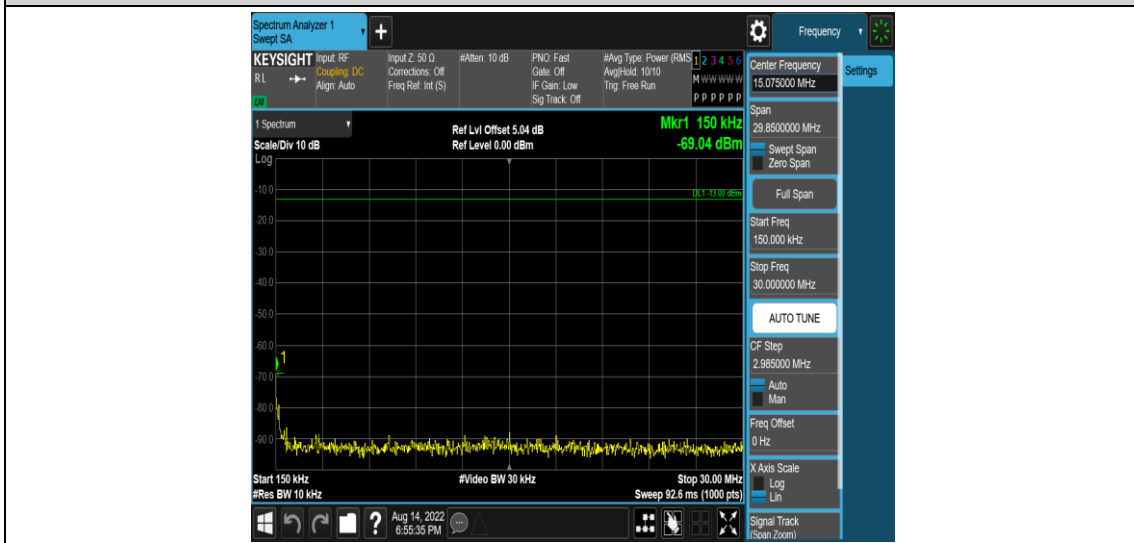 Spectrum Analyzer 1
Swept SA
+
Frequency
KEYSIGHT
RL
Input: RF
Coupling: DC
Align: Auto
Input Z: 50 Ω
Corrections: Off
Freq Ref: Int (S)
#Atten: 10 dB
PNO: Fast
Gate: Off
IF Gain: Low
Sig Track: Off
#Avg Type: Power (RMS
Avg|Hold: 10/10
Trig: Free Run
1 2 3 4 5 6
M W W W W W
P P P P P P
1 Spectrum
Scale/Div 10 dB
Log
Ref Lvl Offset 5.04 dB
Ref Level 0.00 dBm
Mkr1 150 kHz
-69.04 dBm
DL1 -13.00 dBm
-10.0
-20.0
-30.0
-40.0
-50.0
-60.0
1
-70.0
-80.0
-90.0
Start 150 kHz
#Res BW 10 kHz
#Video BW 30 kHz
Stop 30.00 MHz
Sweep 92.6 ms (1000 pts)
Center Frequency
15.075000 MHz
Settings
Span
29.8500000 MHz
Swept Span
Zero Span
Full Span
Start Freq
150.000 kHz
Stop Freq
30.000000 MHz
AUTO TUNE
CF Step
2.985000 MHz
Auto
Man
Freq Offset
0 Hz
X Axis Scale
Log
Lin
Signal Track
(Span Zoom)
?
Aug 14, 2022
6:55:35 PM